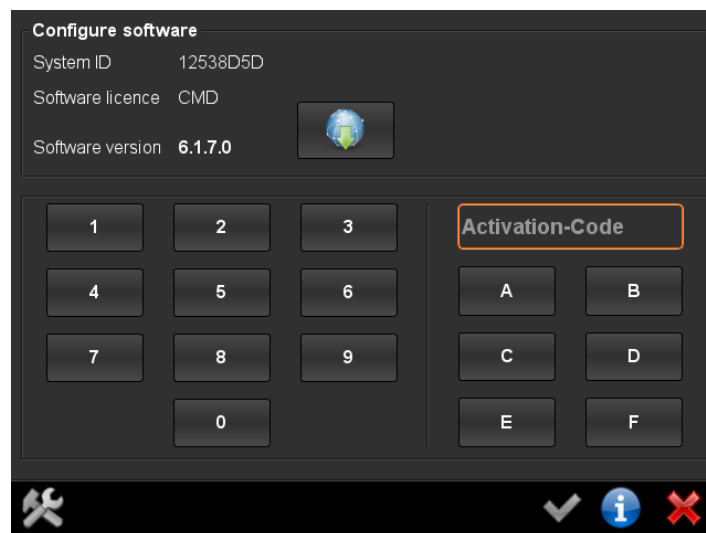 Configure software
System ID 12538D5D
Software licence CMD
Software version 6.1.7.0
1 2 3 Activation-Code
4 5 6 A B
7 8 9 C D
0 E F